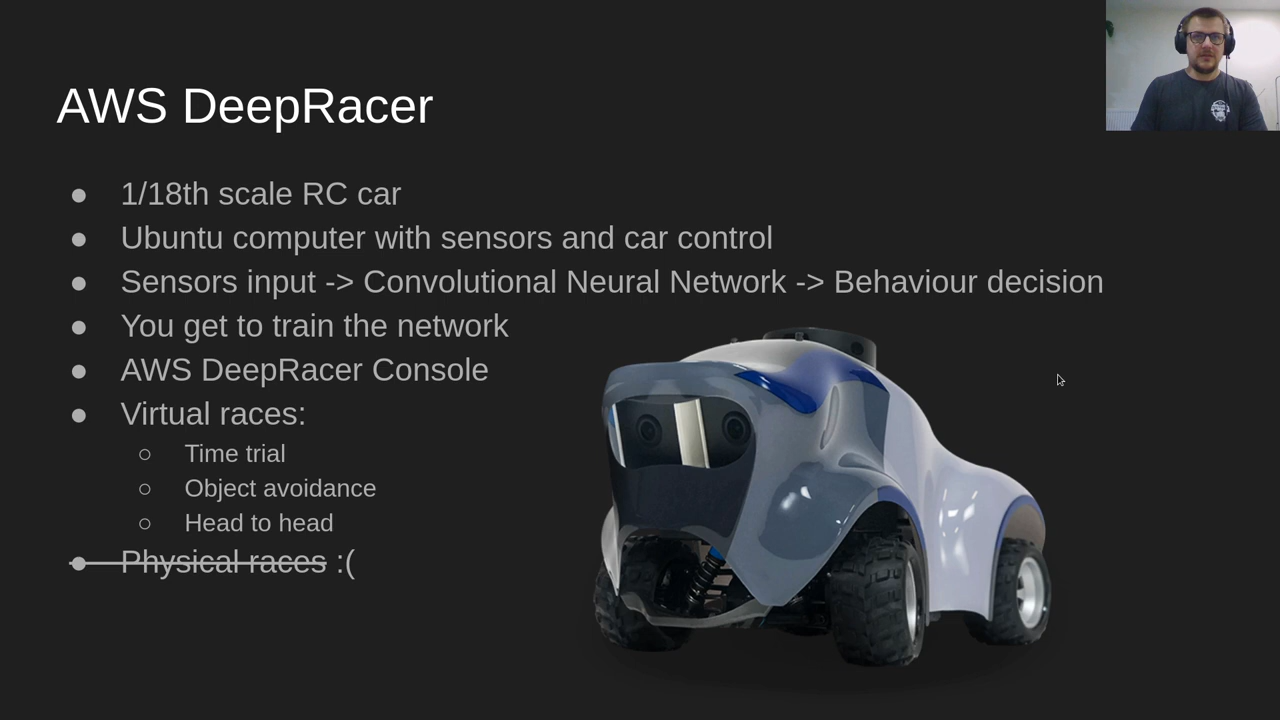 AWS DeepRacer
● 1/18th scale RC car
● Ubuntu computer with sensors and car control
● Sensors input -> Convolutional Neural Network -> Behaviour decision
● You get to train the network
● AWS DeepRacer Console
● Virtual races:
○ Time trial
○ Object avoidance
○ Head to head
● Physical races :(